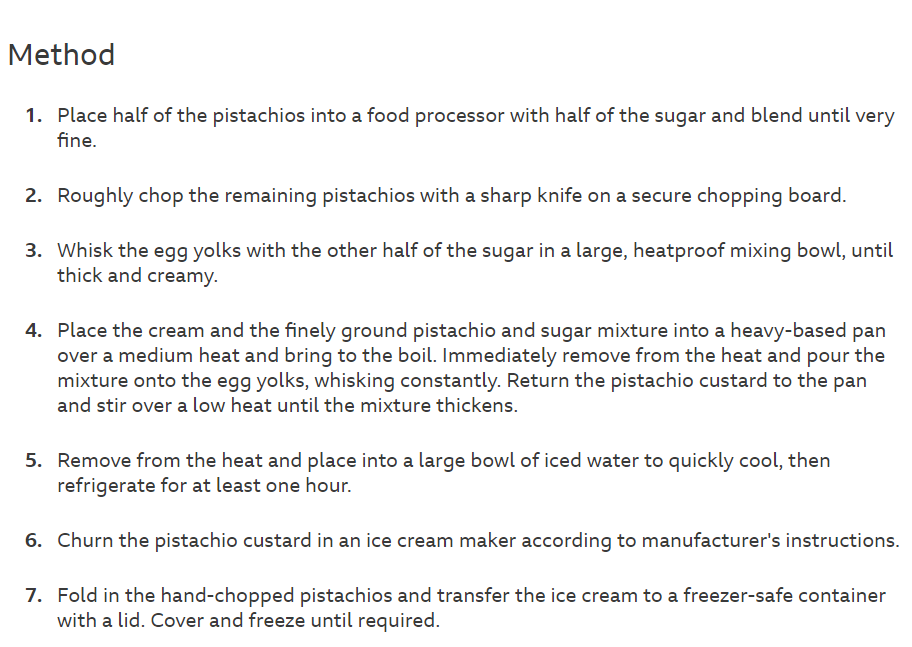 Method
1. Place half of the pistachios into a food processor with half of the sugar and blend until very
fine.
2. Roughly chop the remaining pistachios with a sharp knife on a secure chopping board.
3. Whisk the egg yolks with the other half of the sugar in a large, heatproof mixing bowl, until
thick and creamy.
4. Place the cream and the finely ground pistachio and sugar mixture into a heavy-based pan
over a medium heat and bring to the boil. Immediately remove from the heat and pour the
mixture onto the egg yolks, whisking constantly. Return the pistachio custard to the pan
and stir over a low heat until the mixture thickens.
5. Remove from the heat and place into a large bowl of iced water to quickly cool, then
refrigerate for at least one hour.
6. Churn the pistachio custard in an ice cream maker according to manufacturer's instructions.
7. Fold in the hand-chopped pistachios and transfer the ice cream to a freezer-safe container
with a lid. Cover and freeze until required.